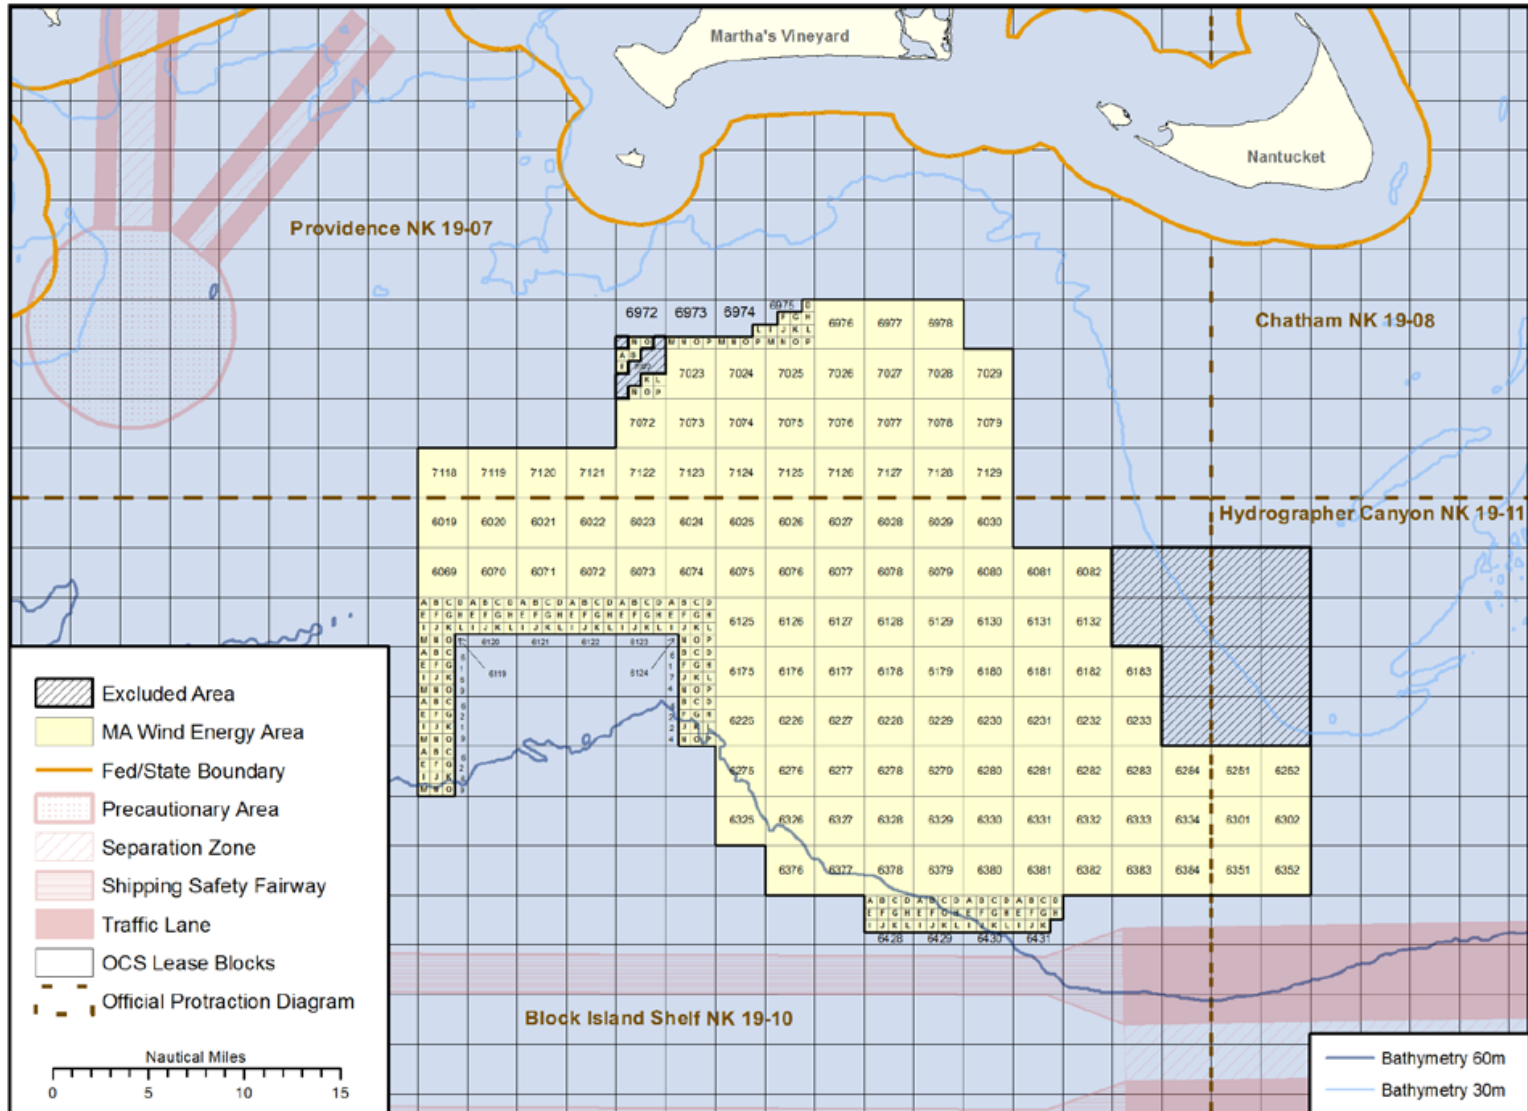 Martha's Vineyard
Nantucket
Providence NK 19-07
Chatham NK 19-08
6972 6973 6974 6975 D
6976 6977 6978
F G H
L I J K L
N O M N O P M N O P M N O P
A B
7023 7024 7025 7026 7027 7028 7029
K L
N O P
7072 7073 7074 7075 7076 7077 7078 7079
7118 7119 7120 7121 7122 7123 7124 7125 7126 7127 7128 7129
Hydrographer Canyon NK 19-11
6019 6020 6021 6022 6023 6024 6025 6026 6027 6028 6029 6030
6069 6070 6071 6072 6073 6074 6075 6076 6077 6078 6079 6080 6081 6082
A B C D A B C D A B C D A B C D A B C D A B C D
E F G H E F G H E F G H E F G H E F G H E F G H
I J K L I J K L I J K L I J K L I J K L I J K L
6125 6126 6127 6128 6129 6130 6131 6132
M N O 6120 6121 6122 6123 N O P
A B C 6119 6124 B C D
E F G F G H
I J K J K L
M N O N O P
6175 6176 6177 6178 6179 6180 6181 6182 6183
A B C B C D
E F G F G H
I J K J K L
M N O N O P
6225 6226 6227 6228 6229 6230 6231 6232 6233
A B C
E F G
I J K
M N O
6275 6276 6277 6278 6279 6280 6281 6282 6283 6284 6251 6252
6325 6326 6327 6328 6329 6330 6331 6332 6333 6334 6301 6302
6376 6377 6378 6379 6380 6381 6382 6383 6384 6351 6352
A B C D A B C D A B C D A B C D
E F G H E F G H E F G H E F G H
I J K L I J K L I J K L I J K
6428 6429 6430 6431
Block Island Shelf NK 19-10
Excluded Area
MA Wind Energy Area
Fed/State Boundary
Precautionary Area
Separation Zone
Shipping Safety Fairway
Traffic Lane
OCS Lease Blocks
Official Protraction Diagram
Nautical Miles
0 5 10 15
Bathymetry 60m
Bathymetry 30m